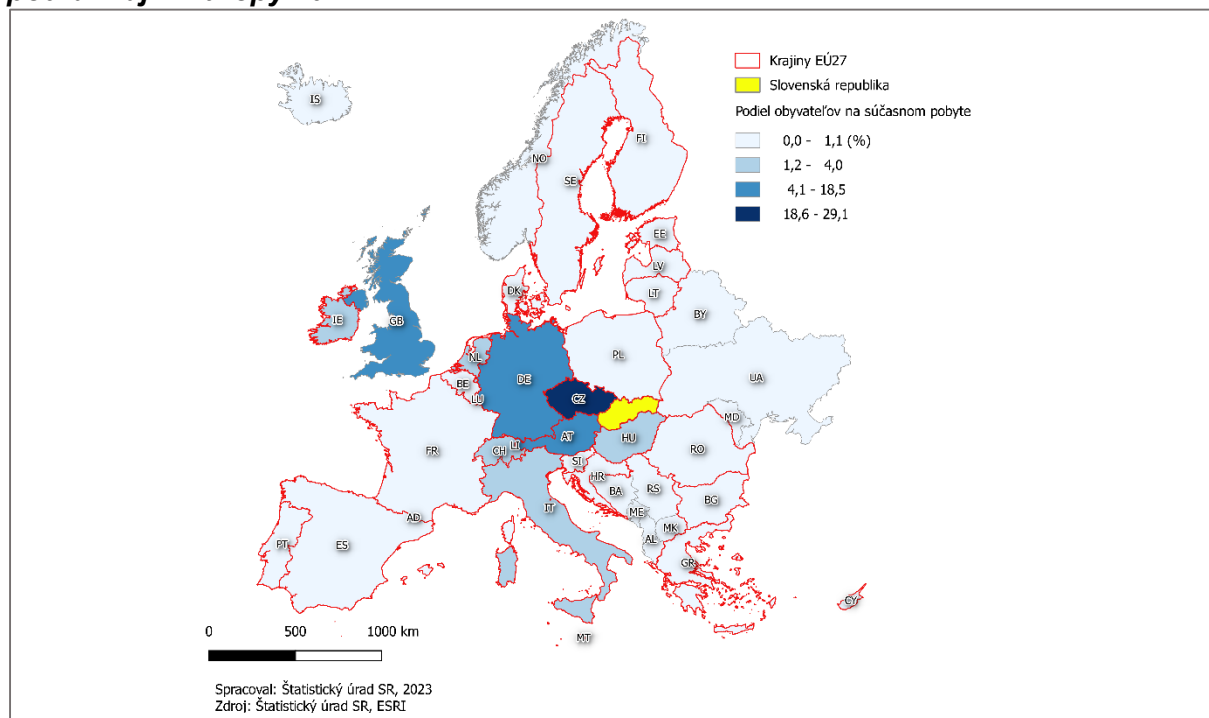 Krajiny EÚ27
Slovenská republika
Podiel obyvateľov na súčasnom pobyte
0,0 - 1,1 (%)
1,2 - 4,0
4,1 - 18,5
18,6 - 29,1
IS
NO
FI
SE
EE
LV
LT
DK
BY
IE
GB
NL
PL
BE
DE
UA
LU
CZ
MD
AT
HU
CH
LI
FR
RO
SI
HR
BA
RS
IT
BG
ME
MK
AD
AL
PT
ES
GR
CY
MT
0 500 1000 km
Spracoval: Štatistický úrad SR, 2023
Zdroj: Štatistický úrad SR, ESRI